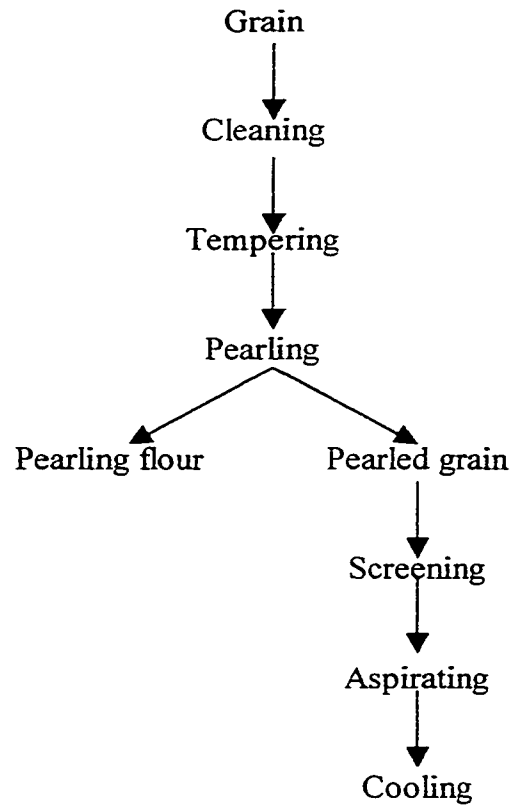 Grain
Cleaning
Tempering
Pearling
Pearling flour
Pearled grain
Screening
Aspirating
Cooling